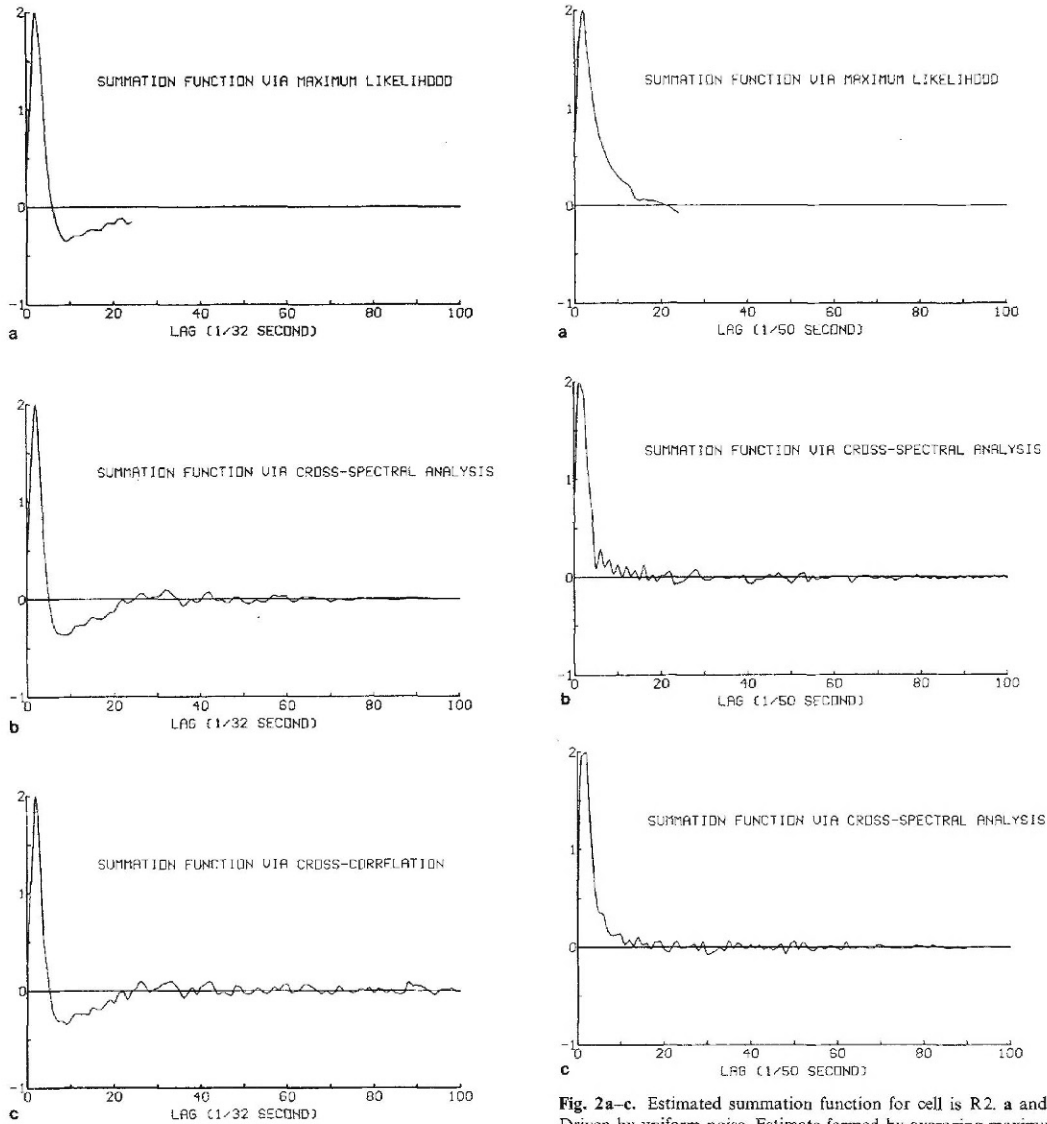 2
SUMMATION FUNCTION VIA MAXIMUM LIKELIHOOD
1
0
-1
0 20 40 60 80 100
LAG (1/32 SECOND)
a
2
SUMMATION FUNCTION VIA CROSS-SPECTRAL ANALYSIS
1
0
-1
0 20 40 60 80 100
LAG (1/32 SECOND)
b
2
SUMMATION FUNCTION VIA CROSS-CORRELATION
1
0
-1
0 20 40 60 80 100
LAG (1/32 SECOND)
c
2
SUMMATION FUNCTION VIA MAXIMUM LIKELIHOOD
1
0
-1
0 20 40 60 80 100
LAG (1/50 SECOND)
a
2
SUMMATION FUNCTION VIA CROSS-SPECTRAL ANALYSIS
1
0
-1
0 20 40 60 80 100
LAG (1/50 SECOND)
b
2
SUMMATION FUNCTION VIA CROSS-SPECTRAL ANALYSIS
1
0
-1
0 20 40 60 80 100
LAG (1/50 SECOND)
c
Fig. 2a–c. Estimated summation function for cell is R2. a and